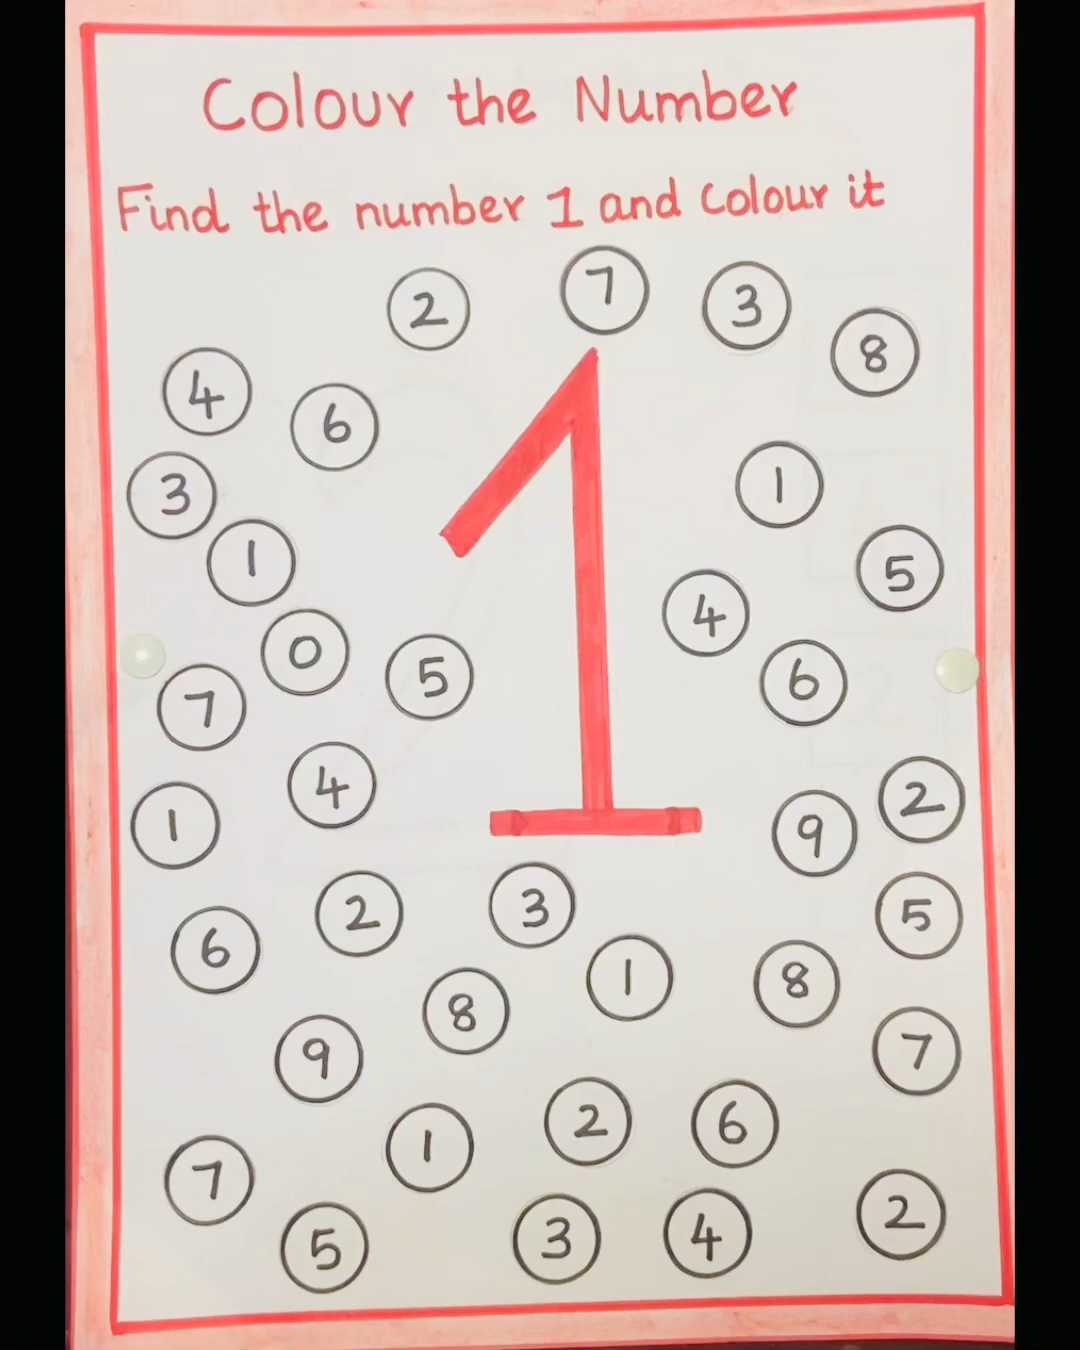 Colour the Number
Find the number 1 and Colour it
2 7 3 8
4 6
3 1
1 5
0 5 4 6
7
1
4 1 9 2
2 3 5
6 1 8
8 7
9
1 2 6
7 2
5 3 4